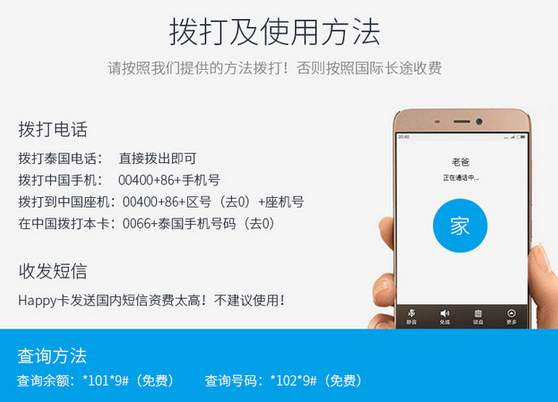 拨打及使用方法
请按照我们提供的方法拨打！否则按照国际长途收费
拨打电话
拨打泰国电话： 直接拨出即可
拨打中国手机： 00400+86+手机号
拨打到中国座机：00400+86+区号（去0）+座机号
在中国拨打本卡：0066+泰国手机号码（去0）
收发短信
Happy卡发送国内短信资费太高！不建议使用！
20:40
老爸
正在通话中...
家
静音 免提 键盘 更多
查询方法
查询余额：*101*9#（免费） 查询号码：*102*9#（免费）